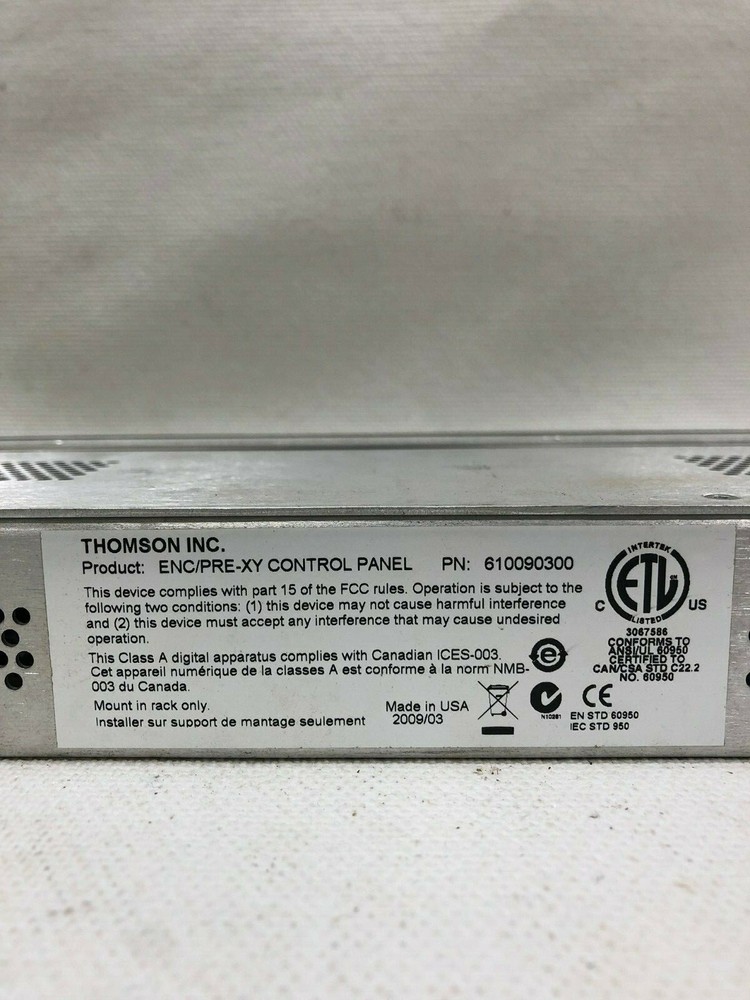 THOMSON INC.
Product: ENC/PRE-XY CONTROL PANEL PN: 610090300
This device complies with part 15 of the FCC rules. Operation is subject to the
following two conditions: (1) this device may not cause harmful interference
and (2) this device must accept any interference that may cause undesired
operation.
This Class A digital apparatus complies with Canadian ICES-003.
Cet appareil numérique de la classes A est conforme à la norm NMB-
003 du Canada.
Mount in rack only.
Installer sur support de mantage seulement
Made in USA
2009/03
e
N10261
CE
EN STD 60950
IEC STD 950
INTERTEK
ETL
LISTED
C US
3067586
CONFORMS TO
ANSI/UL 60950
CERTIFIED TO
CAN/CSA STD C22.2
NO. 60950